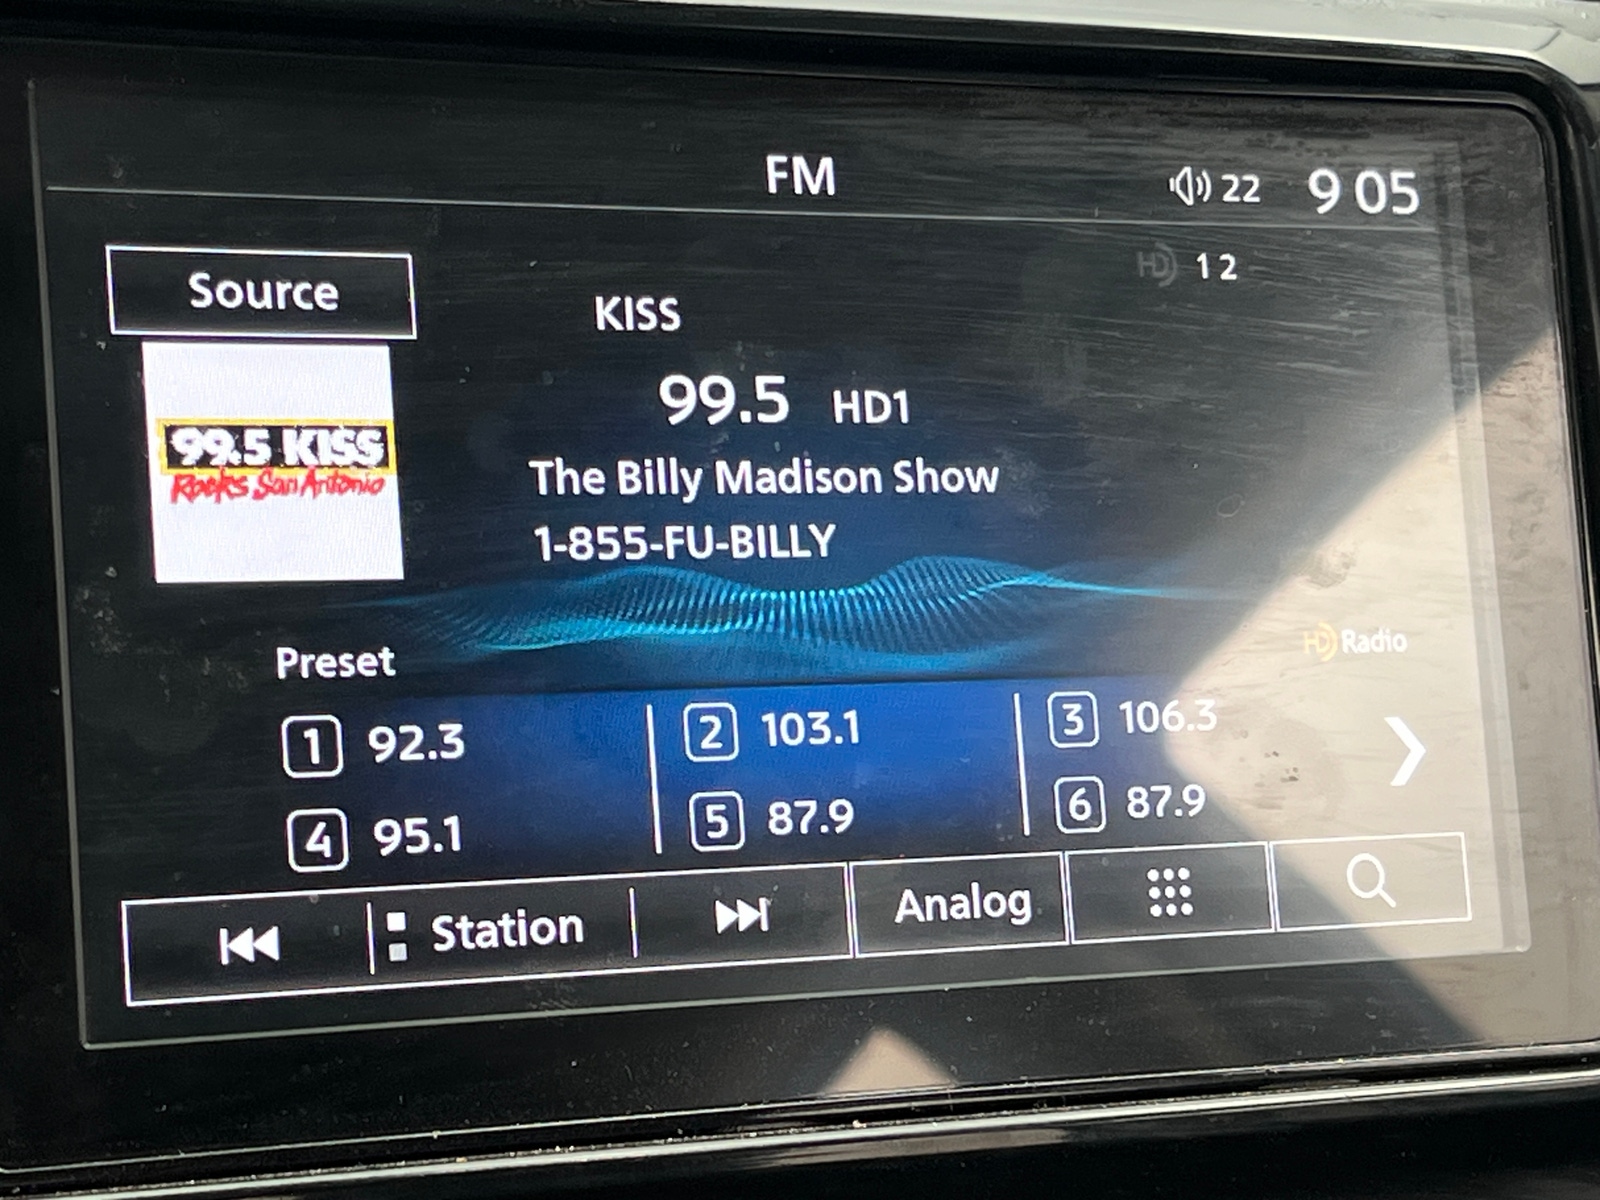 FM
22 9 05
HD 1 2
Source
KISS
99.5 KISS
Rocks San Antonio
99.5 HD1
The Billy Madison Show
1-855-FU-BILLY
HD Radio
Preset
1 92.3
2 103.1
3 106.3
4 95.1
5 87.9
6 87.9
Station
Analog